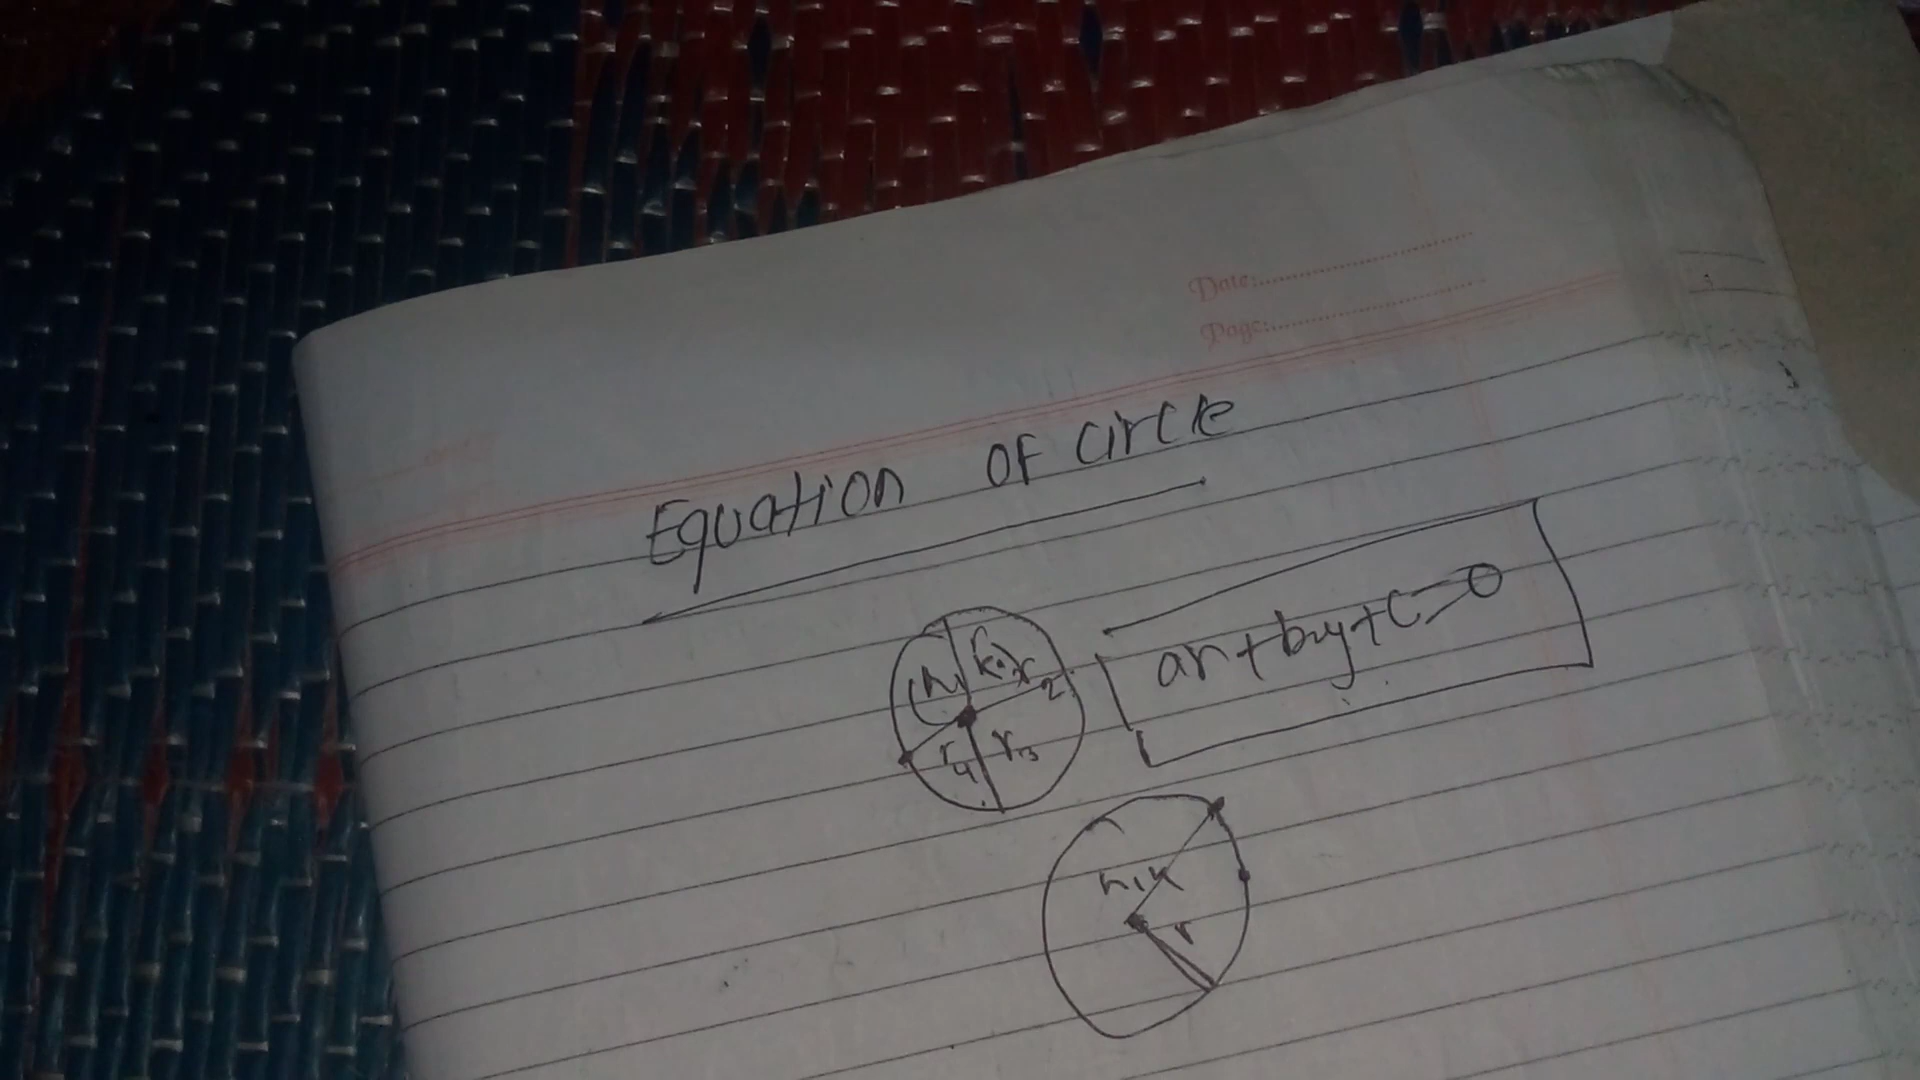 Date:
Page:
Equation OF circle
(h, k) r2
r4 r3
ax+by+c=0
h,k
r